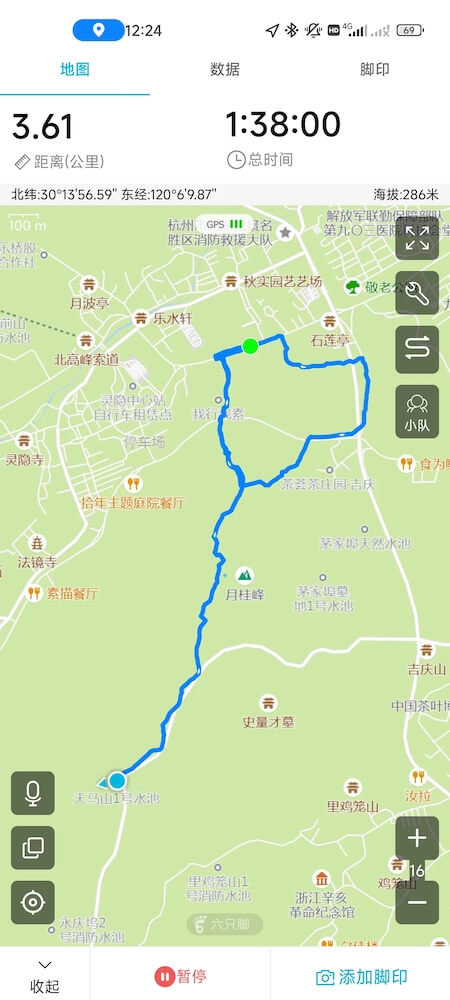 12:24
HD 4G 69
地图 数据 脚印
3.61 1:38:00
距离(公里) 总时间
北纬:30°13'56.59" 东经:120°6'9.87" 海拔:286米
100 m
GPS
杭州
胜区消防救援大队
解放军联勤保障部队
第九〇三医院
乐桥股
合作社
月波亭
秋实园艺艺场
敬老公
乐水轩
石莲亭
前山
防水池
北高峰索道
灵隐中心站
自行车租赁点
我行我素
停车场
小队
灵隐寺
食为鲜
拾年主题庭院餐厅
茶荟茶庄园·吉庆
法镜寺
茅家埠天然水池
素猫餐厅
月桂峰
茅家埠墓
地1号水池
吉庆山
史量才墓
中国茶叶博
天马山1号水池
汝拉
里鸡笼山
16
里鸡笼山1
号消防水池
浙江辛亥
革命纪念馆
鸡笼山
六只脚
永庆坞2
号消防水池
收起 暂停 添加脚印